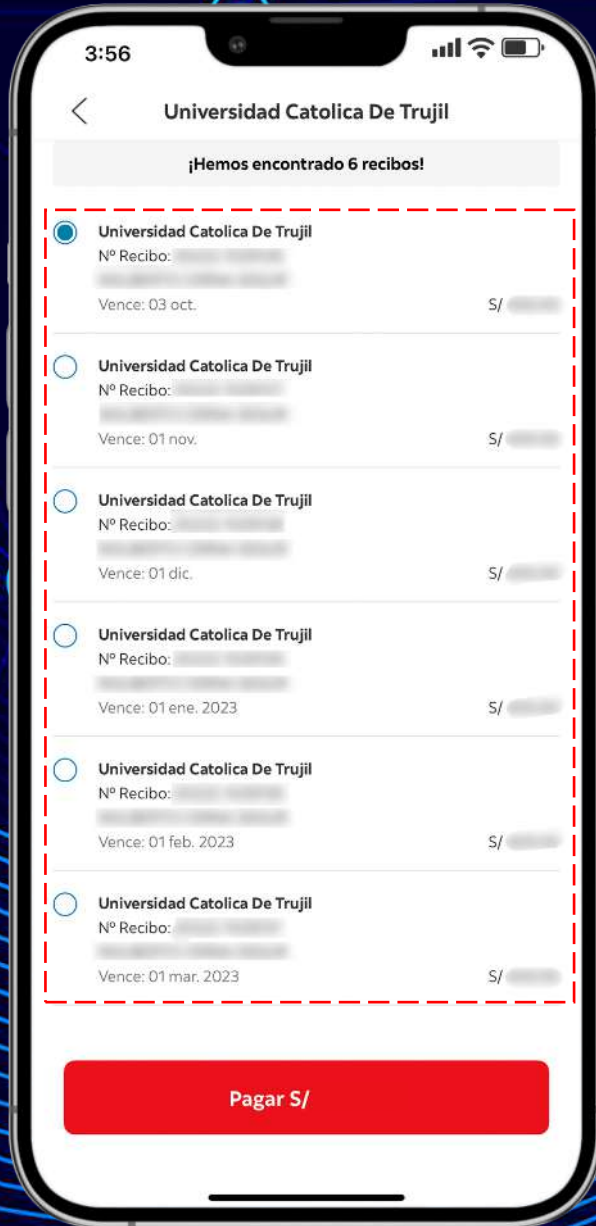 3:56
Universidad Catolica De Trujil
¡Hemos encontrado 6 recibos!
Universidad Catolica De Trujil
Nº Recibo:
Vence: 03 oct.
S/
Universidad Catolica De Trujil
Nº Recibo:
Vence: 01 nov.
S/
Universidad Catolica De Trujil
Nº Recibo:
Vence: 01 dic.
S/
Universidad Catolica De Trujil
Nº Recibo:
Vence: 01 ene. 2023
S/
Universidad Catolica De Trujil
Nº Recibo:
Vence: 01 feb. 2023
S/
Universidad Catolica De Trujil
Nº Recibo:
Vence: 01 mar. 2023
S/
Pagar S/